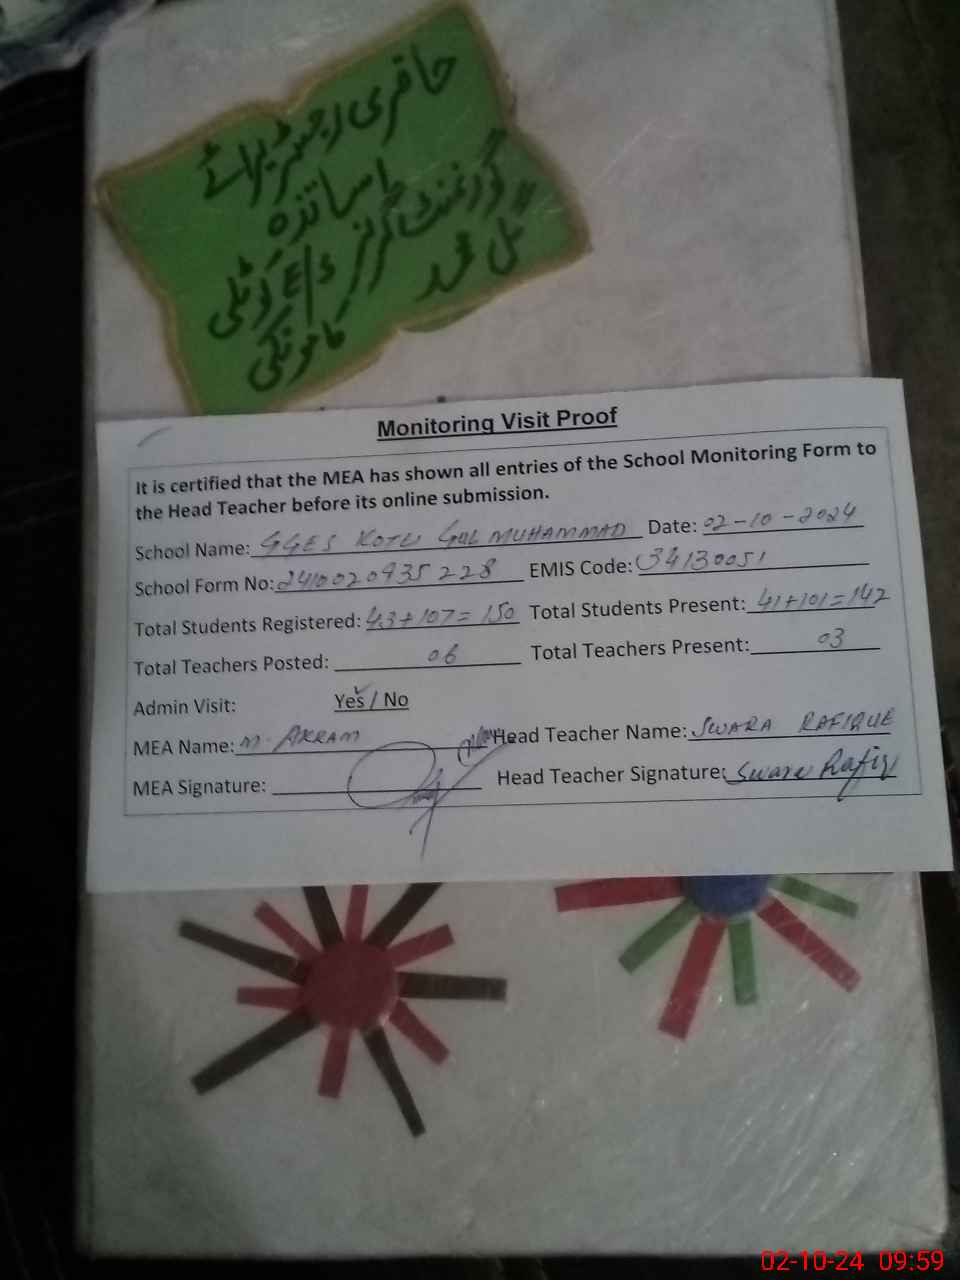 حاضری رجسٹر برائے
اساتذہ
گورنمنٹ گرلز E/S کوٹلی
گل محمد
کامونکی
Monitoring Visit Proof
It is certified that the MEA has shown all entries of the School Monitoring Form to
the Head Teacher before its online submission.
School Name: GGES KOTLI GUL MUHAMMAD Date: 02-10-2024
School Form No: 2410020935228 EMIS Code: 34130051
Total Students Registered: 43+107=150 Total Students Present: 41+101=142
Total Teachers Posted: 06 Total Teachers Present: 03
Admin Visit: Yes / No
MEA Name: M. AKRAM Head Teacher Name: SWARA RAFIQUE
MEA Signature: Head Teacher Signature: Swara Rafiq
02-10-24 09:59